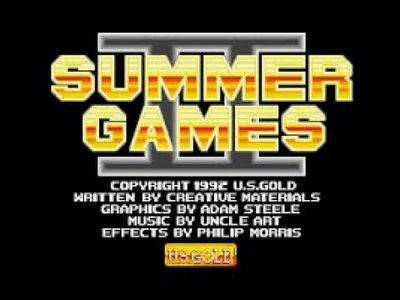 SUMMER
GAMES
II
COPYRIGHT 1992 U.S.GOLD
WRITTEN BY CREATIVE MATERIALS
GRAPHICS BY ADAM STEELE
MUSIC BY UNCLE ART
EFFECTS BY PHILIP MORRIS
U.S. GOLD